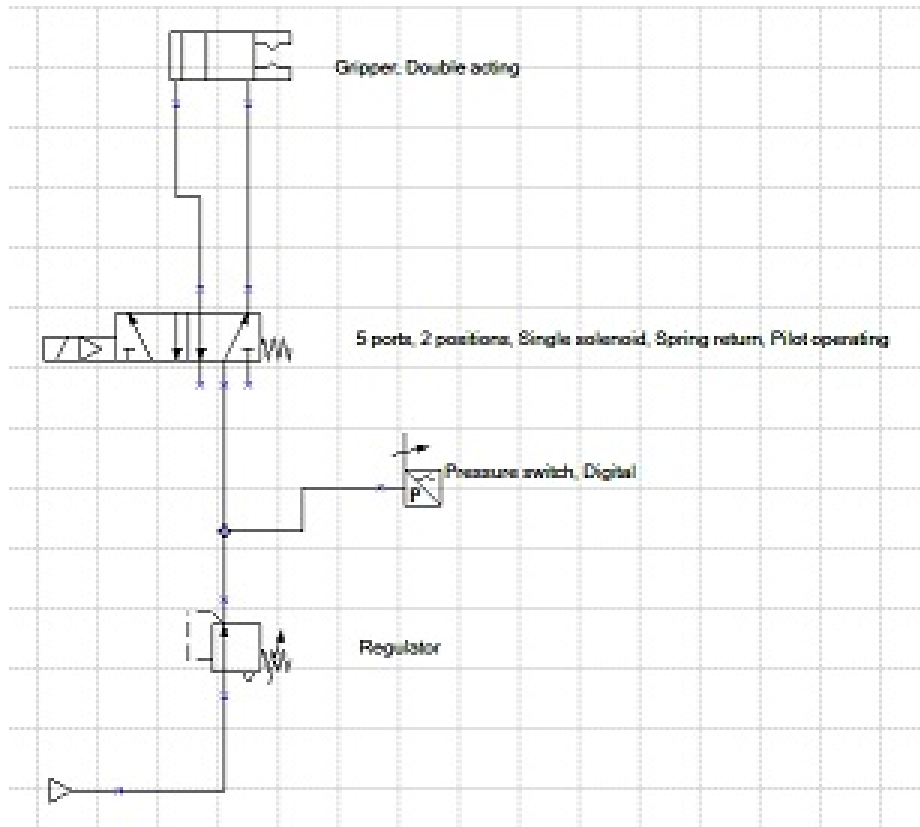 Gripper, Double acting
5 ports, 2 positions, Single solenoid, Spring return, Pilot operating
Pressure switch, Digital
P
Regulator